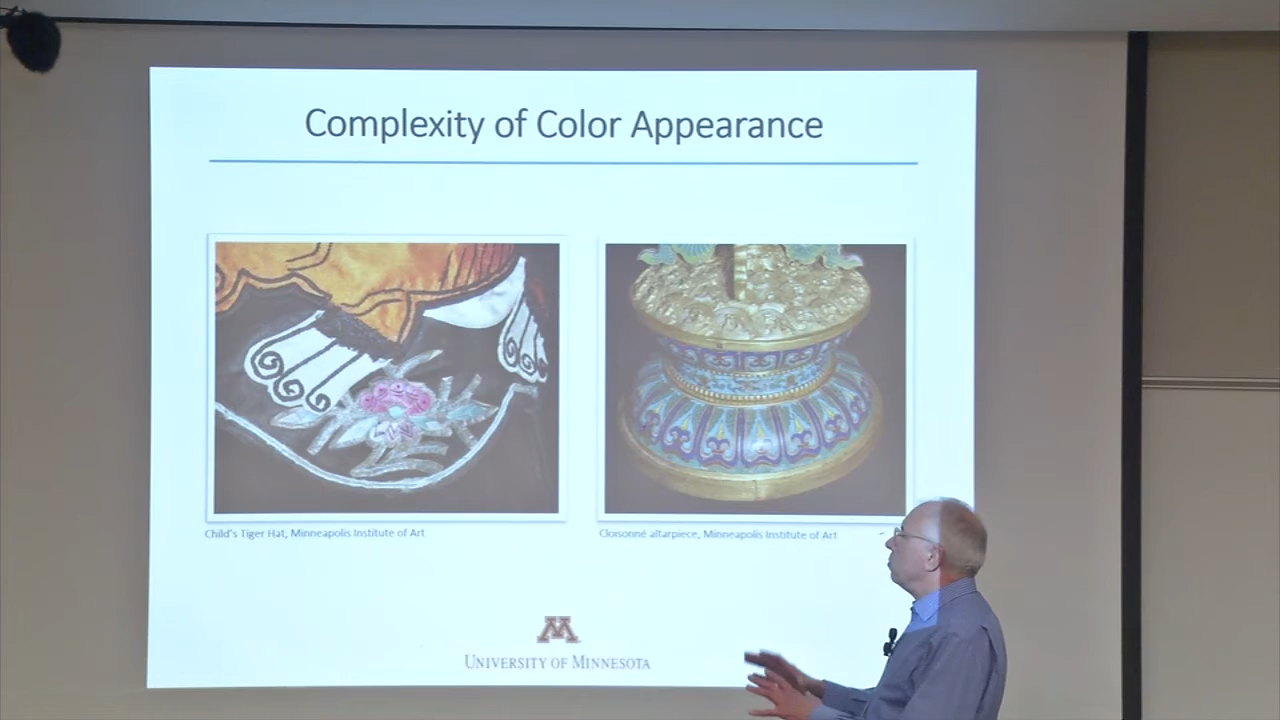 Complexity of Color Appearance
Child's Tiger Hat, Minneapolis Institute of Art
Cloisonné altarpiece, Minneapolis Institute of Art
M
UNIVERSITY OF MINNESOTA